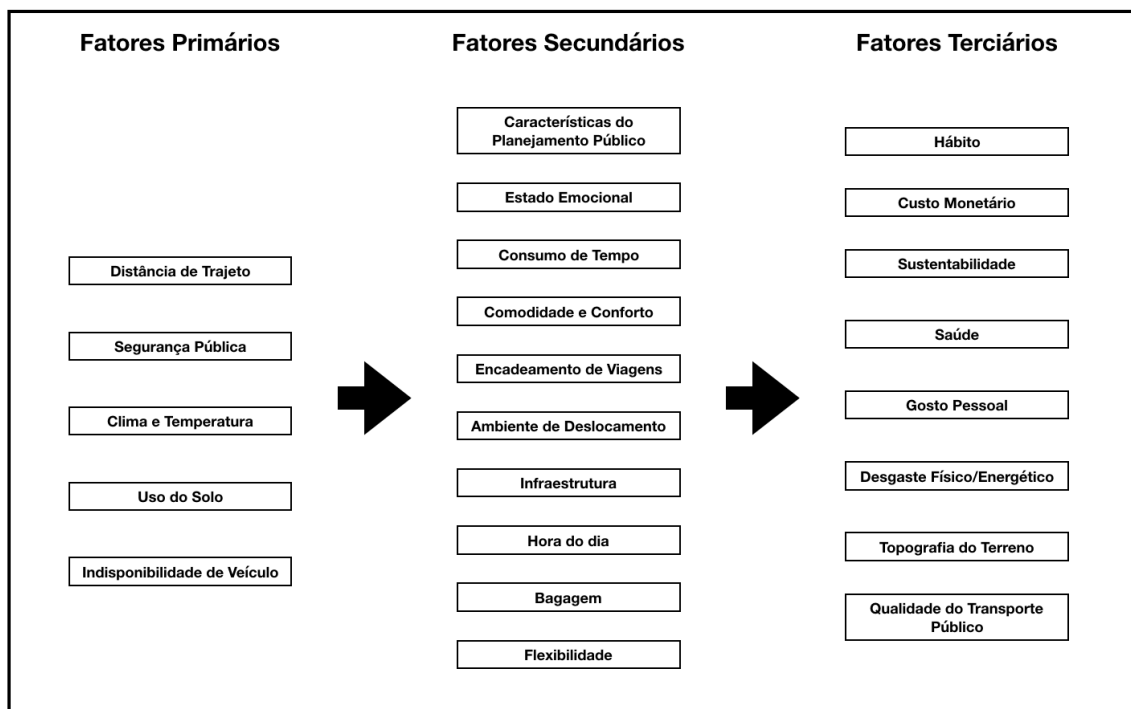 Fatores Primários
Distância de Trajeto
Segurança Pública
Clima e Temperatura
Uso do Solo
Indisponibilidade de Veículo
Fatores Secundários
Características do
Planejamento Público
Estado Emocional
Consumo de Tempo
Comodidade e Conforto
Encadeamento de Viagens
Ambiente de Deslocamento
Infraestrutura
Hora do dia
Bagagem
Flexibilidade
Fatores Terciários
Hábito
Custo Monetário
Sustentabilidade
Saúde
Gosto Pessoal
Desgaste Físico/Energético
Topografia do Terreno
Qualidade do Transporte
Público